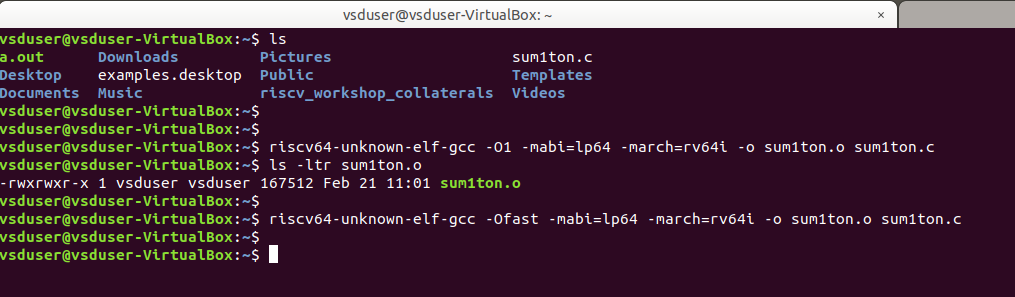 vsduser@vsduser-VirtualBox: ~ ×
vsduser@vsduser-VirtualBox:~$ ls
a.out Downloads Pictures sum1ton.c
Desktop examples.desktop Public Templates
Documents Music riscv_workshop_collaterals Videos
vsduser@vsduser-VirtualBox:~$
vsduser@vsduser-VirtualBox:~$
vsduser@vsduser-VirtualBox:~$ riscv64-unknown-elf-gcc -O1 -mabi=lp64 -march=rv64i -o sum1ton.o sum1ton.c
vsduser@vsduser-VirtualBox:~$ ls -ltr sum1ton.o
-rwxrwxr-x 1 vsduser vsduser 167512 Feb 21 11:01 sum1ton.o
vsduser@vsduser-VirtualBox:~$
vsduser@vsduser-VirtualBox:~$ riscv64-unknown-elf-gcc -Ofast -mabi=lp64 -march=rv64i -o sum1ton.o sum1ton.c
vsduser@vsduser-VirtualBox:~$
vsduser@vsduser-VirtualBox:~$